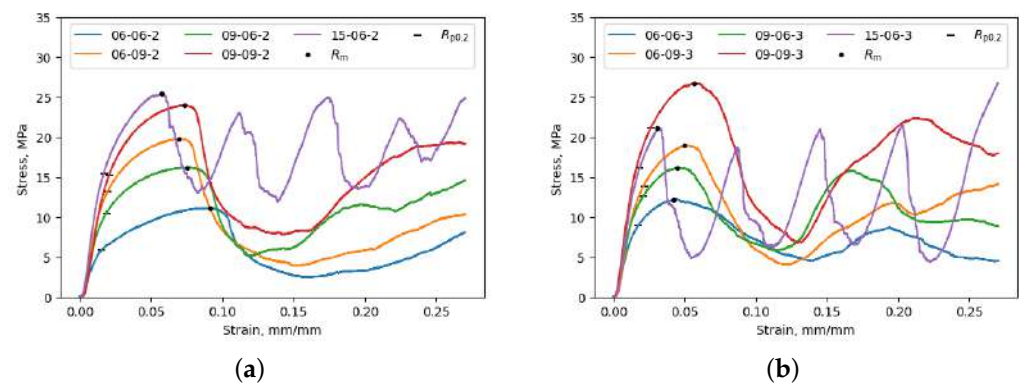 35
30
25
20
15
10
5
0
Stress, MPa
06-06-2 09-06-2 15-06-2 Rp0.2
06-09-2 09-09-2 Rm
0.00 0.05 0.10 0.15 0.20 0.25
Strain, mm/mm
(a)
35
30
25
20
15
10
5
0
Stress, MPa
06-06-3 09-06-3 15-06-3 Rp0.2
06-09-3 09-09-3 Rm
0.00 0.05 0.10 0.15 0.20 0.25
Strain, mm/mm
(b)